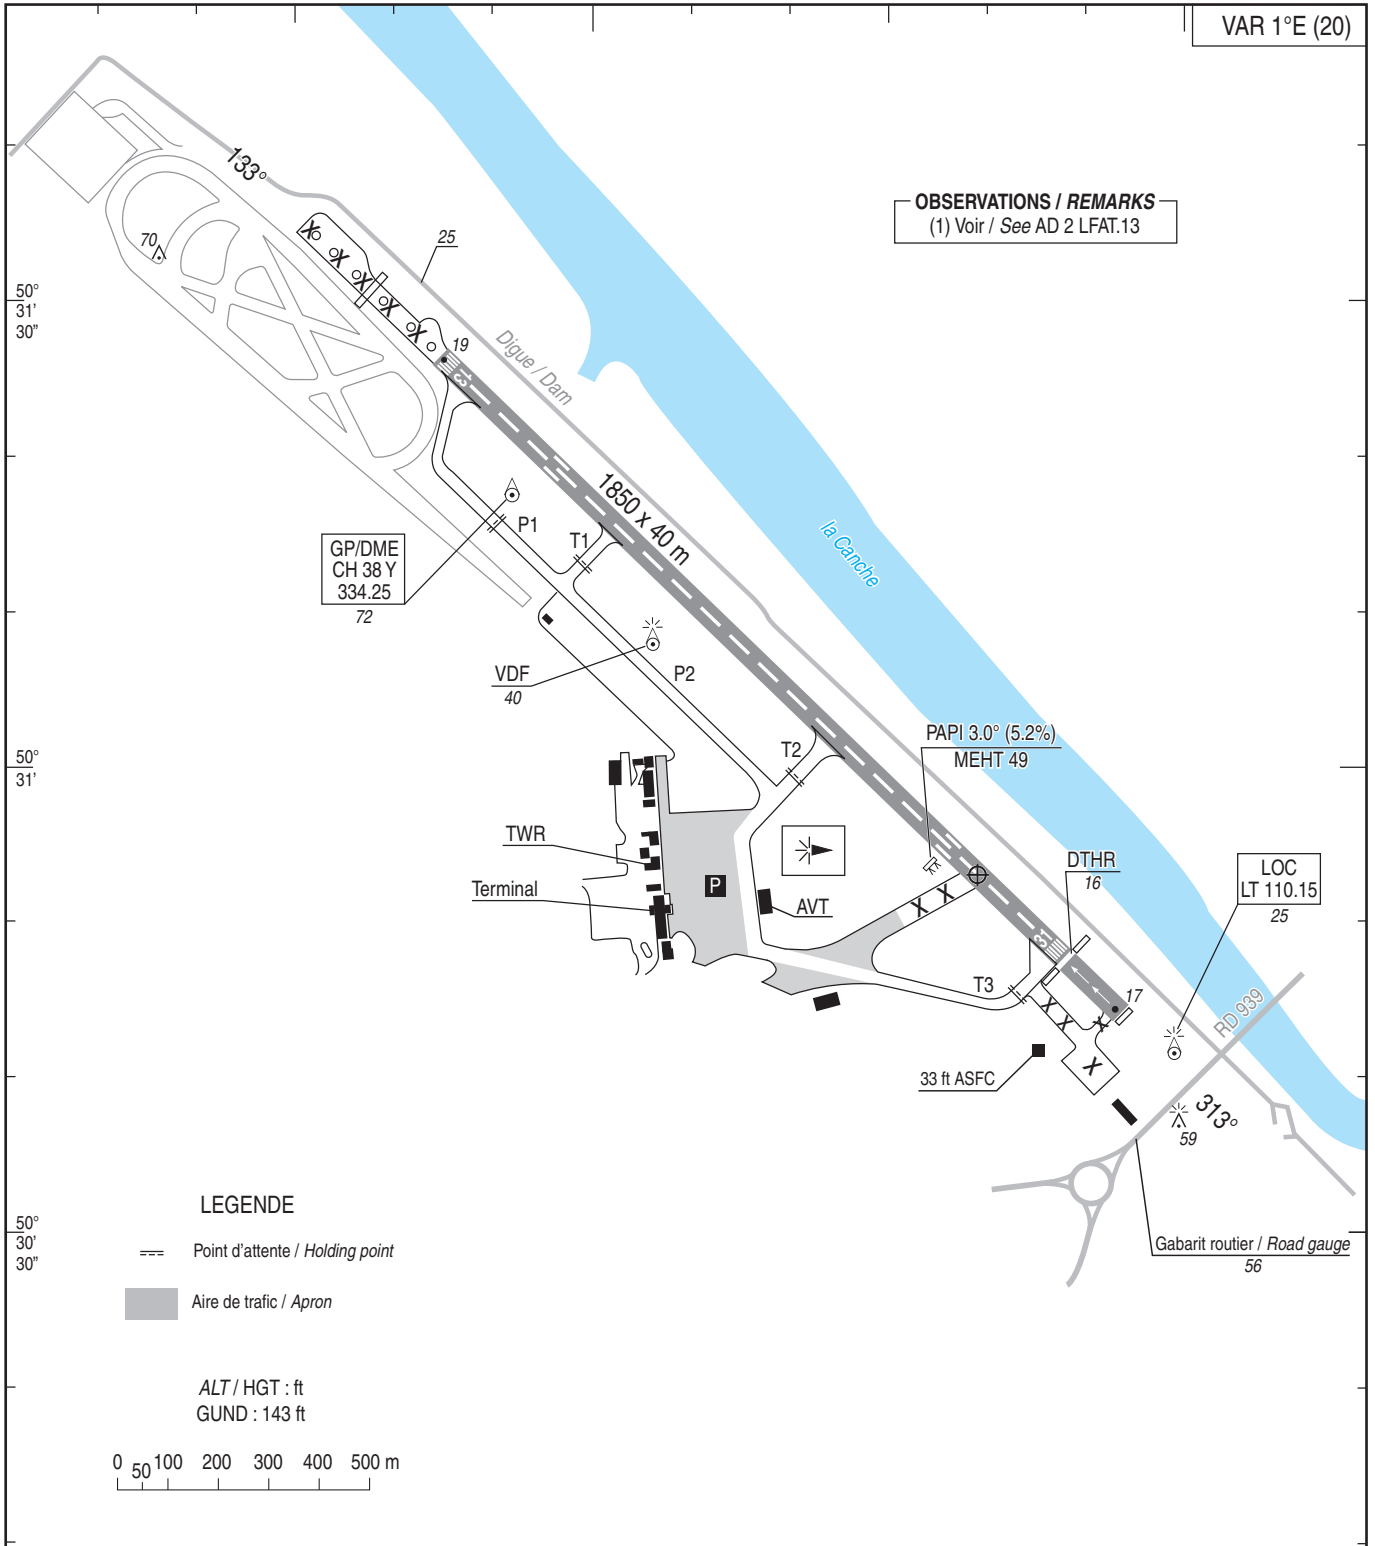 VAR 1°E (20)
OBSERVATIONS / REMARKS
(1) Voir / See AD 2 LFAT.13
133°
70
25
50°
31'
30"
19
13
Digue / Dam
1850 x 40 m
la Canche
P1
T1
GP/DME
CH 38 Y
334.25
72
VDF
40
P2
50°
31'
T2
PAPI 3.0° (5.2%)
MEHT 49
TWR
Terminal
P
AVT
DTHR
16
LOC
LT 110.15
25
31
T3
17
RD 939
33 ft ASFC
313°
59
Gabarit routier / Road gauge
56
50°
30'
30"
LEGENDE
Point d'attente / Holding point
Aire de trafic / Apron
ALT / HGT : ft
GUND : 143 ft
0 50 100 200 300 400 500 m